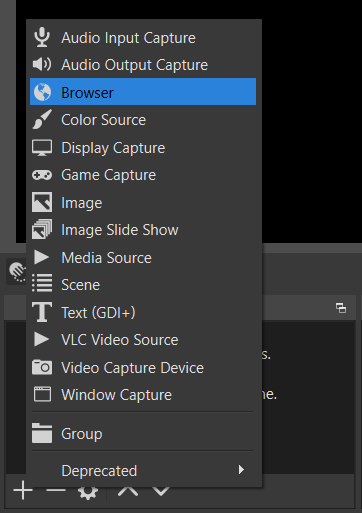 Audio Input Capture
Audio Output Capture
Browser
Color Source
Display Capture
Game Capture
Image
Image Slide Show
Media Source
Scene
Text (GDI+)
VLC Video Source
Video Capture Device
Window Capture
Group
Deprecated